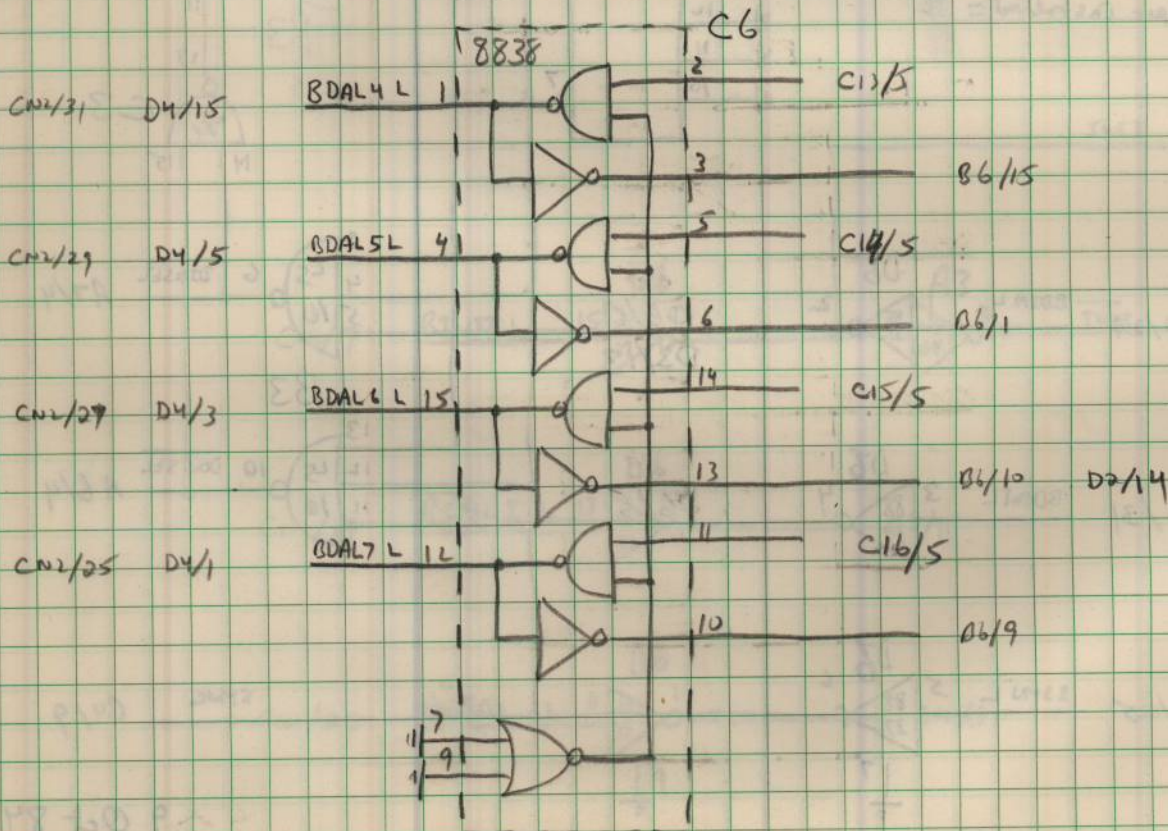 C6
8838
CN2/31 D4/15 BDAL4 L 1 2 C13/5
3 B6/15
CN2/29 D4/5 BDAL5L 4 5 C14/5
6 B6/1
CN2/27 D4/3 BDAL6 L 15 14 C15/5
13 B6/10 D2/14
CN2/25 D4/1 BDAL7 L 12 11 C16/5
10 B6/9
7
9